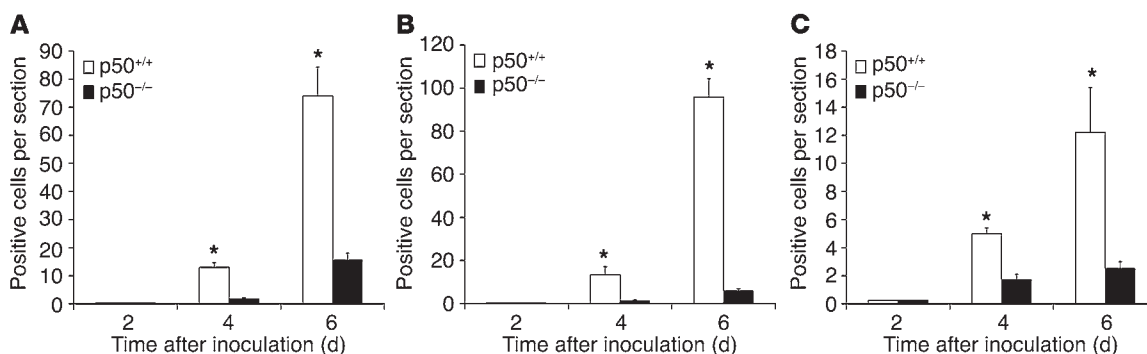 A
Positive cells per section
90
80
70
60
50
40
30
20
10
0
p50+/+
p50−/−
*
*
2 4 6
Time after inoculation (d)
B
Positive cells per section
120
100
80
60
40
20
0
p50+/+
p50−/−
*
*
2 4 6
Time after inoculation (d)
C
Positive cells per section
18
16
14
12
10
8
6
4
2
0
p50+/+
p50−/−
*
*
2 4 6
Time after inoculation (d)